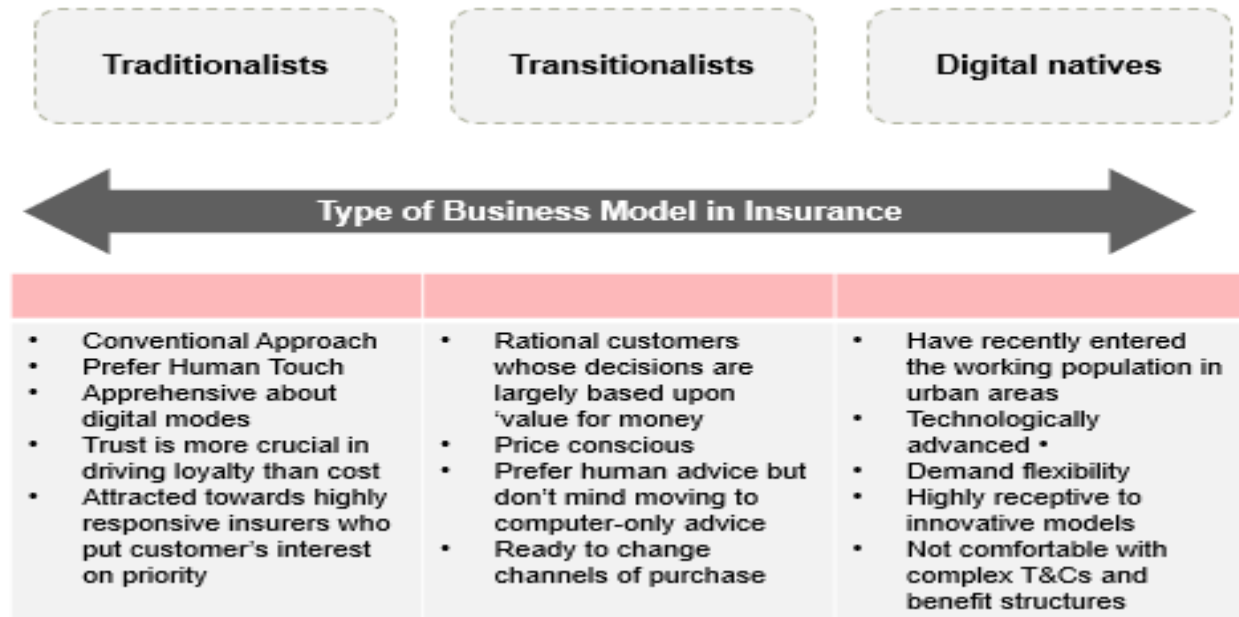 Traditionalists
Transitionalists
Digital natives
Type of Business Model in Insurance
• Conventional Approach
• Prefer Human Touch
• Apprehensive about
digital modes
• Trust is more crucial in
driving loyalty than cost
• Attracted towards highly
responsive insurers who
put customer's interest
on priority
• Rational customers
whose decisions are
largely based upon
‘value for money
• Price conscious
• Prefer human advice but
don't mind moving to
computer-only advice
• Ready to change
channels of purchase
• Have recently entered
the working population in
urban areas
• Technologically
advanced •
• Demand flexibility
• Highly receptive to
innovative models
• Not comfortable with
complex T&Cs and
benefit structures